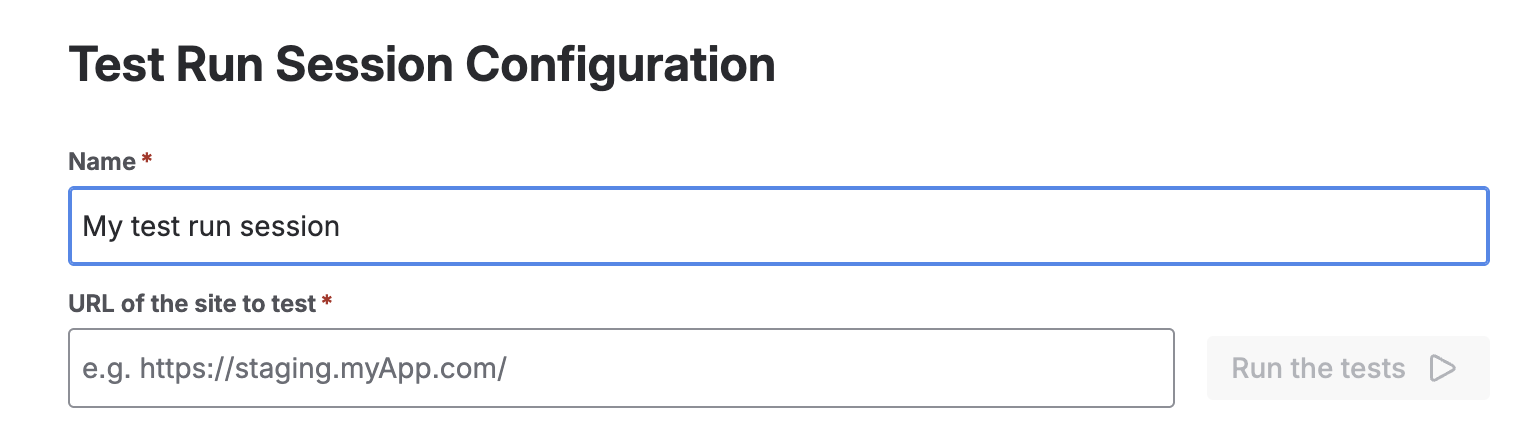 Test Run Session Configuration
Name *
My test run session
URL of the site to test *
e.g. https://staging.myApp.com/
Run the tests